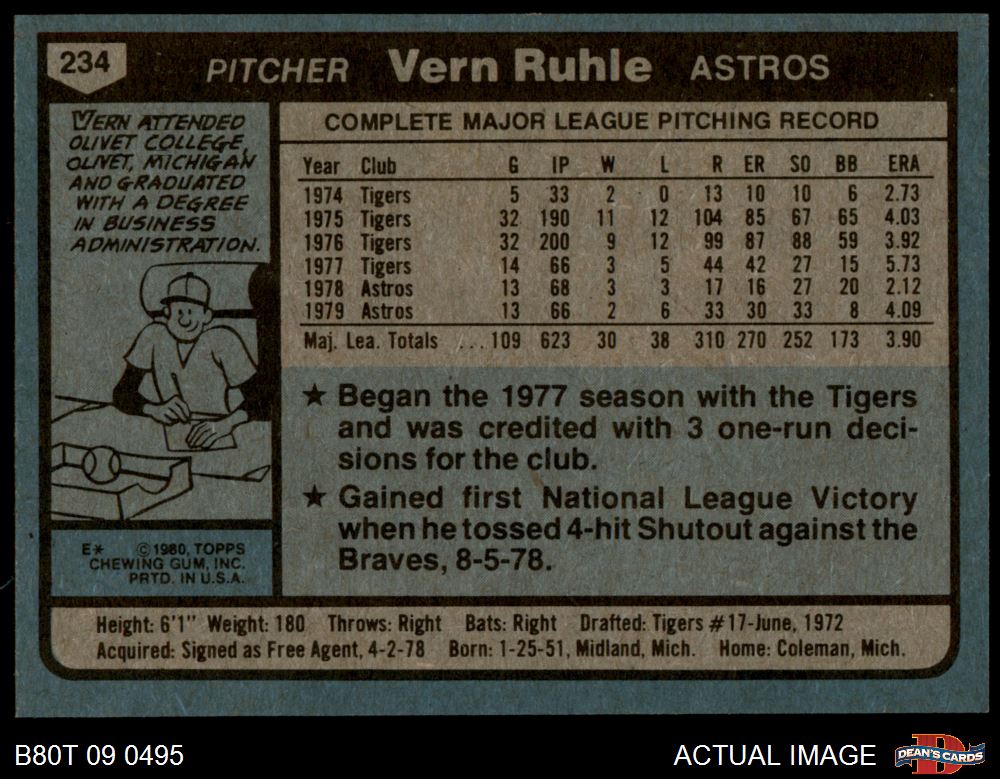 234 PITCHER Vern Ruhle ASTROS
VERN ATTENDED
OLIVET COLLEGE,
OLIVET, MICHIGAN
AND GRADUATED
WITH A DEGREE
IN BUSINESS
ADMINISTRATION.
E* ©1980, TOPPS
CHEWING GUM, INC.
PRTD. IN U.S.A.
COMPLETE MAJOR LEAGUE PITCHING RECORD
Year Club G IP W L R ER SO BB ERA
1974 Tigers 5 33 2 0 13 10 10 6 2.73
1975 Tigers 32 190 11 12 104 85 67 65 4.03
1976 Tigers 32 200 9 12 99 87 88 59 3.92
1977 Tigers 14 66 3 5 44 42 27 15 5.73
1978 Astros 13 68 3 3 17 16 27 20 2.12
1979 Astros 13 66 2 6 33 30 33 8 4.09
Maj. Lea. Totals ... 109 623 30 38 310 270 252 173 3.90
★ Began the 1977 season with the Tigers
and was credited with 3 one-run deci-
sions for the club.
★ Gained first National League Victory
when he tossed 4-hit Shutout against the
Braves, 8-5-78.
Height: 6'1" Weight: 180 Throws: Right Bats: Right Drafted: Tigers #17-June, 1972
Acquired: Signed as Free Agent, 4-2-78 Born: 1-25-51, Midland, Mich. Home: Coleman, Mich.
B80T 09 0495 ACTUAL IMAGE D DEAN'S CARDS